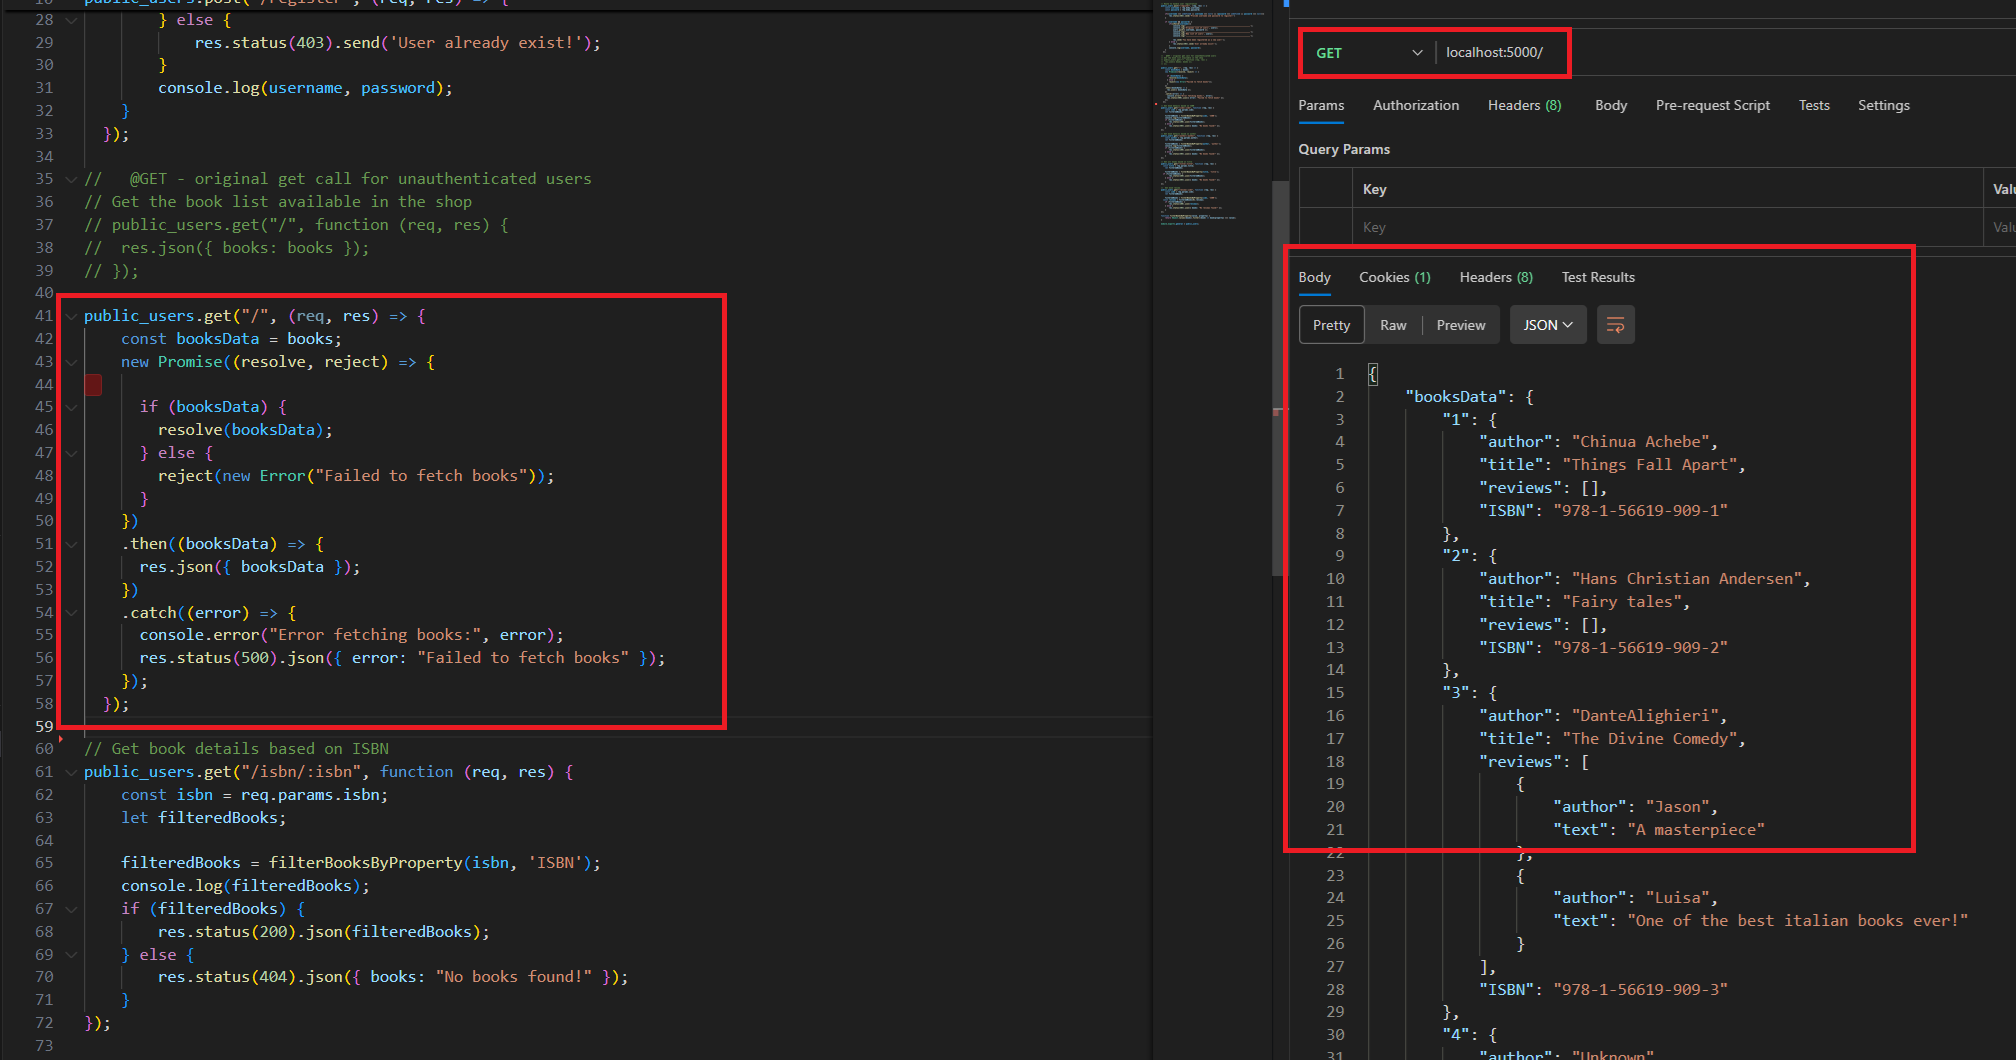 public_users.post("/register", (req, res) => {
28 } else {
29 res.status(403).send('User already exist!');
30 }
31 console.log(username, password);
32 }
33 });
34
35 //   @GET - original get call for unauthenticated users
36 // Get the book list available in the shop
37 // public_users.get("/", function (req, res) {
38 //  res.json({ books: books });
39 // });
40
41 public_users.get("/", (req, res) => {
42 const booksData = books;
43 new Promise((resolve, reject) => {
44
45 if (booksData) {
46 resolve(booksData);
47 } else {
48 reject(new Error("Failed to fetch books"));
49 }
50 })
51 .then((booksData) => {
52 res.json({ booksData });
53 })
54 .catch((error) => {
55 console.error("Error fetching books:", error);
56 res.status(500).json({ error: "Failed to fetch books" });
57 });
58 });
59
60 // Get book details based on ISBN
61 public_users.get("/isbn/:isbn", function (req, res) {
62 const isbn = req.params.isbn;
63 let filteredBooks;
64
65 filteredBooks = filterBooksByProperty(isbn, 'ISBN');
66 console.log(filteredBooks);
67 if (filteredBooks) {
68 res.status(200).json(filteredBooks);
69 } else {
70 res.status(404).json({ books: "No books found!" });
71 }
72 });
73
GET localhost:5000/
Params Authorization Headers (8) Body Pre-request Script Tests Settings
Query Params
Key Valu
Key Valu
Body Cookies (1) Headers (8) Test Results
Pretty Raw Preview JSON
1 {
2 "booksData": {
3 "1": {
4 "author": "Chinua Achebe",
5 "title": "Things Fall Apart",
6 "reviews": [],
7 "ISBN": "978-1-56619-909-1"
8 },
9 "2": {
10 "author": "Hans Christian Andersen",
11 "title": "Fairy tales",
12 "reviews": [],
13 "ISBN": "978-1-56619-909-2"
14 },
15 "3": {
16 "author": "DanteAlighieri",
17 "title": "The Divine Comedy",
18 "reviews": [
19 {
20 "author": "Jason",
21 "text": "A masterpiece"
22 },
23 {
24 "author": "Luisa",
25 "text": "One of the best italian books ever!"
26 }
27 ],
28 "ISBN": "978-1-56619-909-3"
29 },
30 "4": {
31 "author": "Unknown"